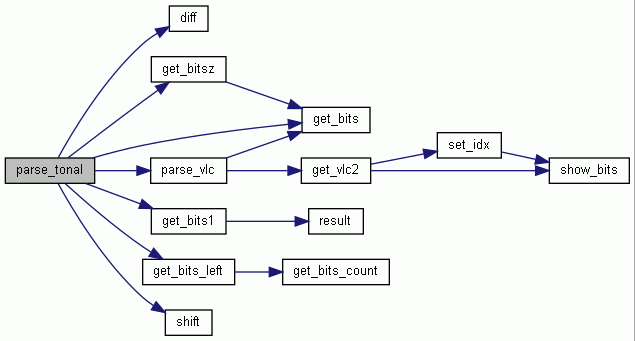 diff
get_bitsz
get_bits
set_idx
parse_tonal
parse_vlc
get_vlc2
show_bits
get_bits1
result
get_bits_left
get_bits_count
shift